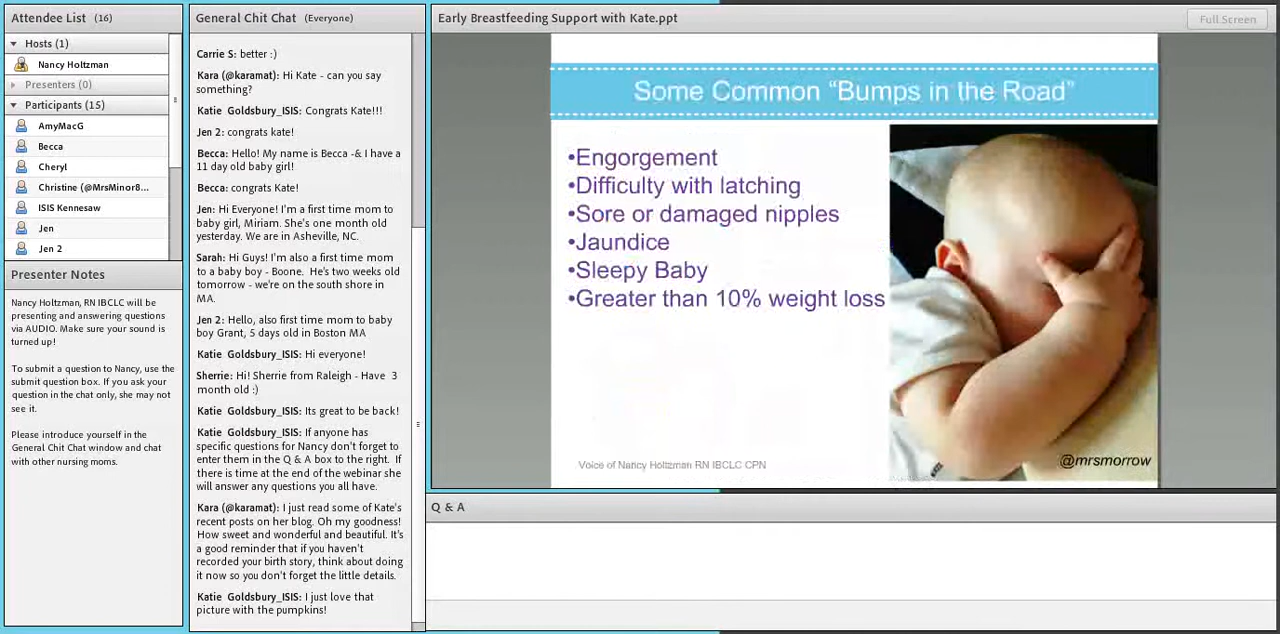 Attendee List (16)
Hosts (1)
Nancy Holtzman
Presenters (0)
Participants (15)
AmyMacG
Becca
Cheryl
Christine (@MrsMinor8...
ISIS Kennesaw
Jen
Jen 2
Presenter Notes
Nancy Holtzman, RN IBCLC will be
presenting and answering questions
via AUDIO. Make sure your sound is
turned up!
To submit a question to Nancy, use the
submit question box. If you ask your
question in the chat only, she may not
see it.
Please introduce yourself in the
General Chit Chat window and chat
with other nursing moms.
General Chit Chat (Everyone)
Carrie S: better :)
Kara (@karamat): Hi Kate - can you say
something?
Katie Goldsbury_ISIS: Congrats Kate!!!
Jen 2: congrats kate!
Becca: Hello! My name is Becca -& I have a
11 day old baby girl!
Becca: congrats Kate!
Jen: Hi Everyone! I'm a first time mom to
baby girl, Miriam. She's one month old
yesterday. We are in Asheville, NC.
Sarah: Hi Guys! I'm also a first time mom
to a baby boy - Boone. He's two weeks old
tomorrow - we're on the south shore in
MA.
Jen 2: Hello, also first time mom to baby
boy Grant, 5 days old in Boston MA
Katie Goldsbury_ISIS: Hi everyone!
Sherrie: Hi! Sherrie from Raleigh - Have 3
month old :)
Katie Goldsbury_ISIS: Its great to be back!
Katie Goldsbury_ISIS: If anyone has
specific questions for Nancy don't forget to
enter them in the Q & A box to the right. If
there is time at the end of the webinar she
will answer any questions you all have.
Kara (@karamat): I just read some of Kate's
recent posts on her blog. Oh my goodness!
How sweet and wonderful and beautiful. It's
a good reminder that if you haven't
recorded your birth story, think about doing
it now so you don't forget the little details.
Katie Goldsbury_ISIS: I just love that
picture with the pumpkins!
Early Breastfeeding Support with Kate.ppt
Full Screen
Some Common “Bumps in the Road”
•Engorgement
•Difficulty with latching
•Sore or damaged nipples
•Jaundice
•Sleepy Baby
•Greater than 10% weight loss
Voice of Nancy Holtzman RN IBCLC CPN
@mrsmorrow
Q & A